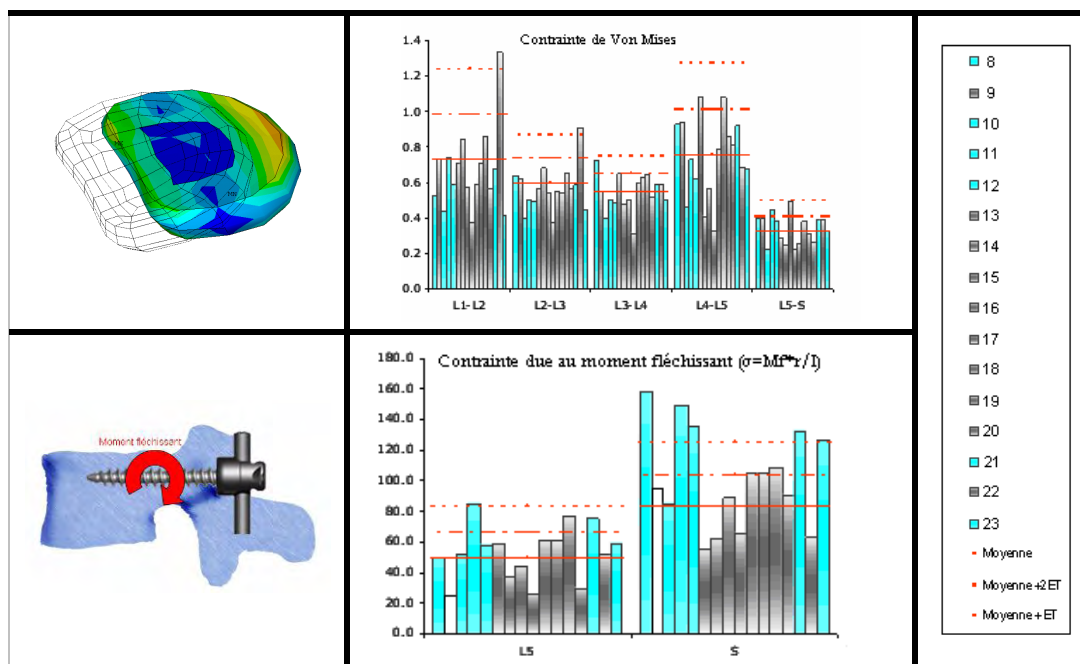 Contrainte de Von Mises
1.4
1.2
1.0
0.8
0.6
0.4
0.2
0.0
L1-L2
L2-L3
L3-L4
L4-L5
L5-S
Moment fléchissant
Contrainte due au moment fléchissant (σ=Mf*r/I)
180.0
160.0
140.0
120.0
100.0
80.0
60.0
40.0
20.0
0.0
L5
S
8
9
10
11
12
13
14
15
16
17
18
19
20
21
22
23
Moyenne
Moyenne +2ET
Moyenne + ET